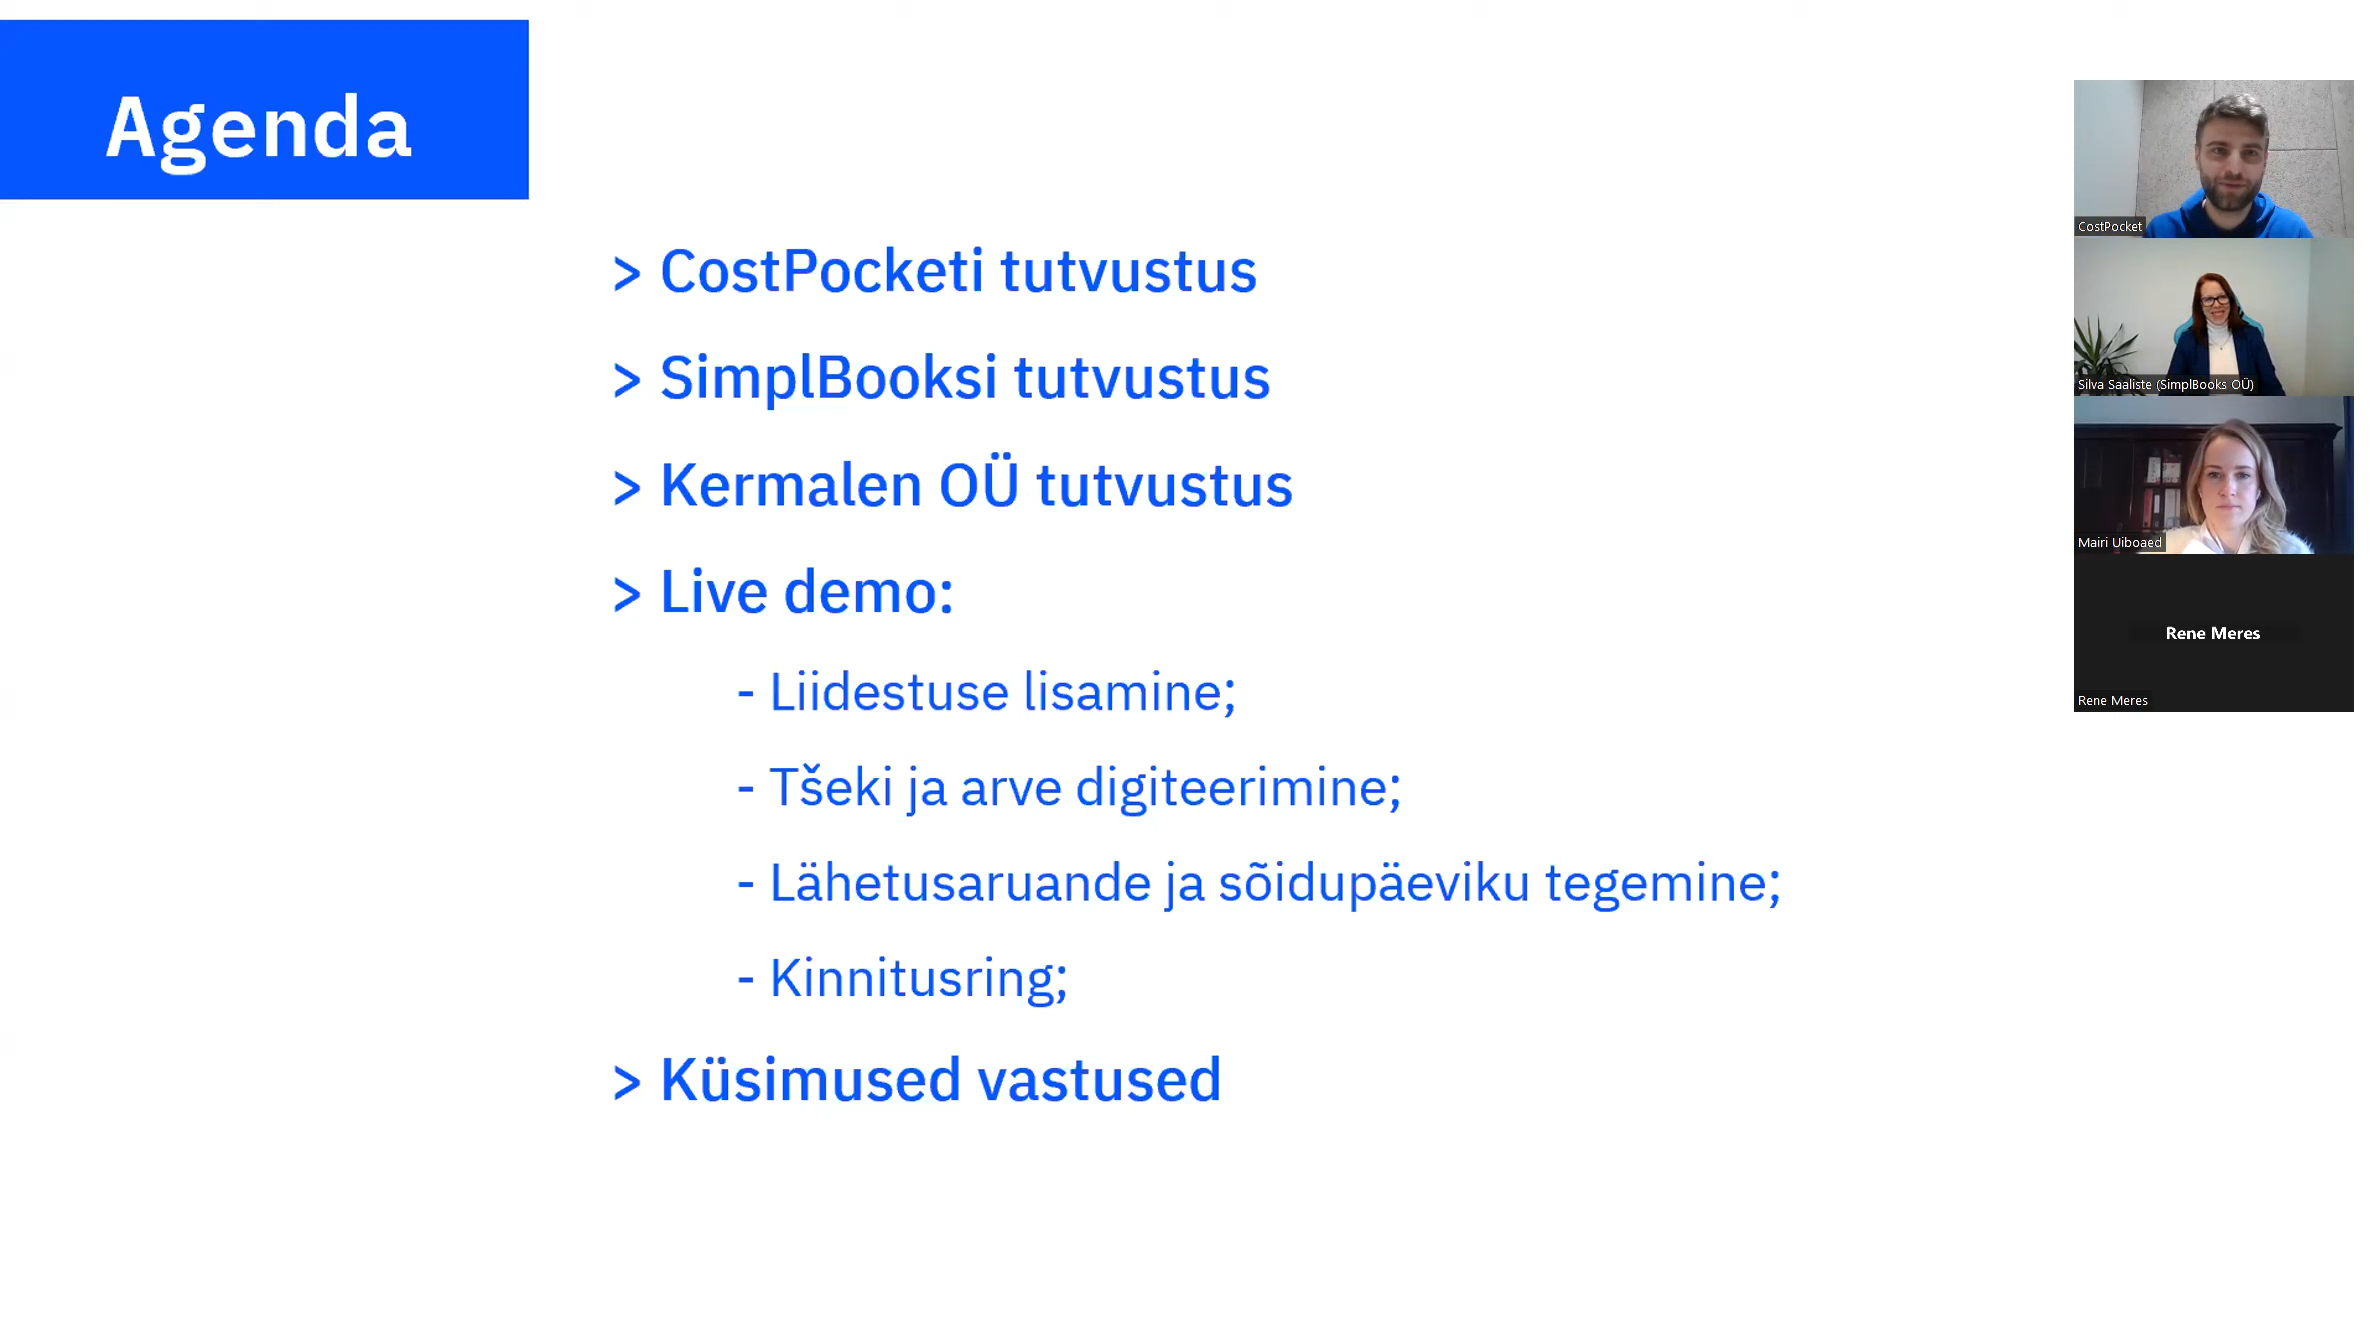 Agenda
> CostPocketi tutvustus
> SimplBooksi tutvustus
> Kermalen OÜ tutvustus
> Live demo:
- Liidestuse lisamine;
- Tšeki ja arve digiteerimine;
- Lähetusaruande ja sõidupäeviku tegemine;
- Kinnitusring;
> Küsimused vastused
CostPocket
Silva Saaliste (SimplBooks OÜ)
Mairi Uiboaed
Rene Meres
Rene Meres